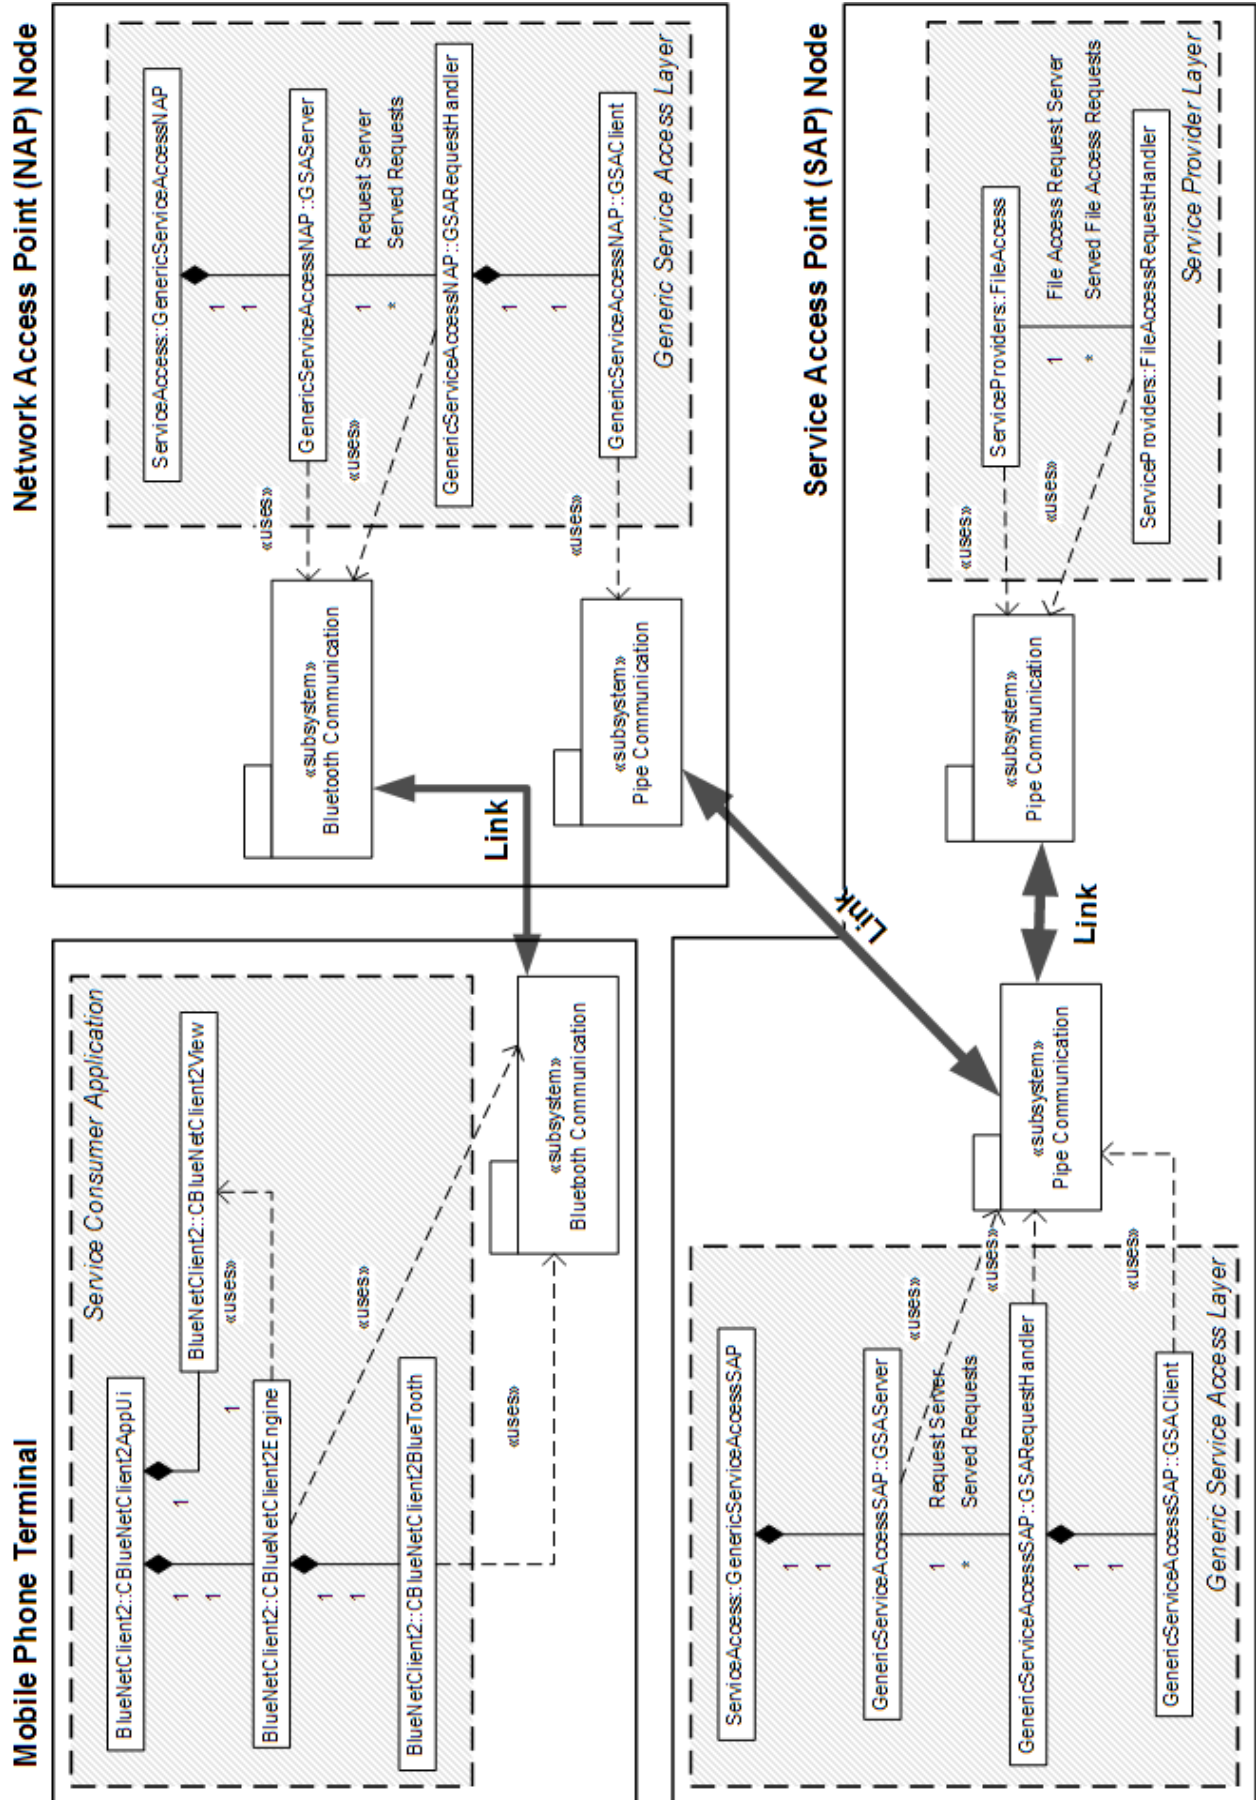 Mobile Phone Terminal
Service Consumer Application
BlueNetClient2::CBlueNetClient2AppUi
1
1
1
1
BlueNetClient2::CBlueNetClient2View
«uses»
BlueNetClient2::CBlueNetClient2Engine
«uses»
1
1
BlueNetClient2::CBlueNetClient2BlueTooth
«uses»
«subsystem»
Bluetooth Communication
Link
Network Access Point (NAP) Node
ServiceAccess::GenericServiceAccessNAP
1
1
GenericServiceAccessNAP::GSAServer
«uses»
«uses»
1
Request Server
*
Served Requests
GenericServiceAccessNAP::GSARequestHandler
1
1
GenericServiceAccessNAP::GSAClient
«uses»
Generic Service Access Layer
«subsystem»
Bluetooth Communication
«subsystem»
Pipe Communication
Link
ServiceAccess::GenericServiceAccessSAP
1
1
GenericServiceAccessSAP::GSAServer
«uses»
1
Request Server
*
Served Requests
«uses»
GenericServiceAccessSAP::GSARequestHandler
1
1
«uses»
GenericServiceAccessSAP::GSAClient
Generic Service Access Layer
«subsystem»
Pipe Communication
Link
Service Access Point (SAP) Node
«uses»
ServiceProviders::FileAccess
«uses»
1
File Access Request Server
*
Served File Access Requests
ServiceProviders::FileAccessRequestHandler
Service Provider Layer
«subsystem»
Pipe Communication